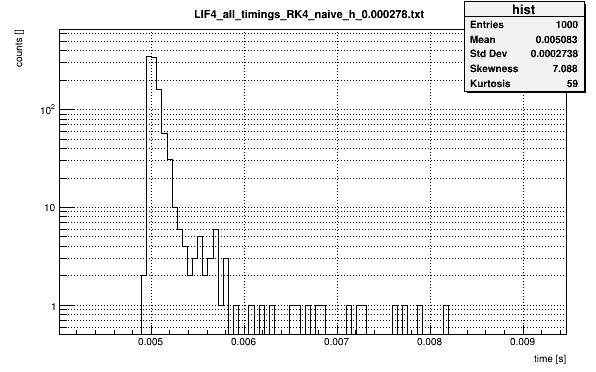 LIF4_all_timings_RK4_naive_h_0.000278.txt
hist
Entries 1000
Mean 0.005083
Std Dev 0.0002738
Skewness 7.088
Kurtosis 59
counts []
10²
10
1
0.005 0.006 0.007 0.008 0.009
time [s]